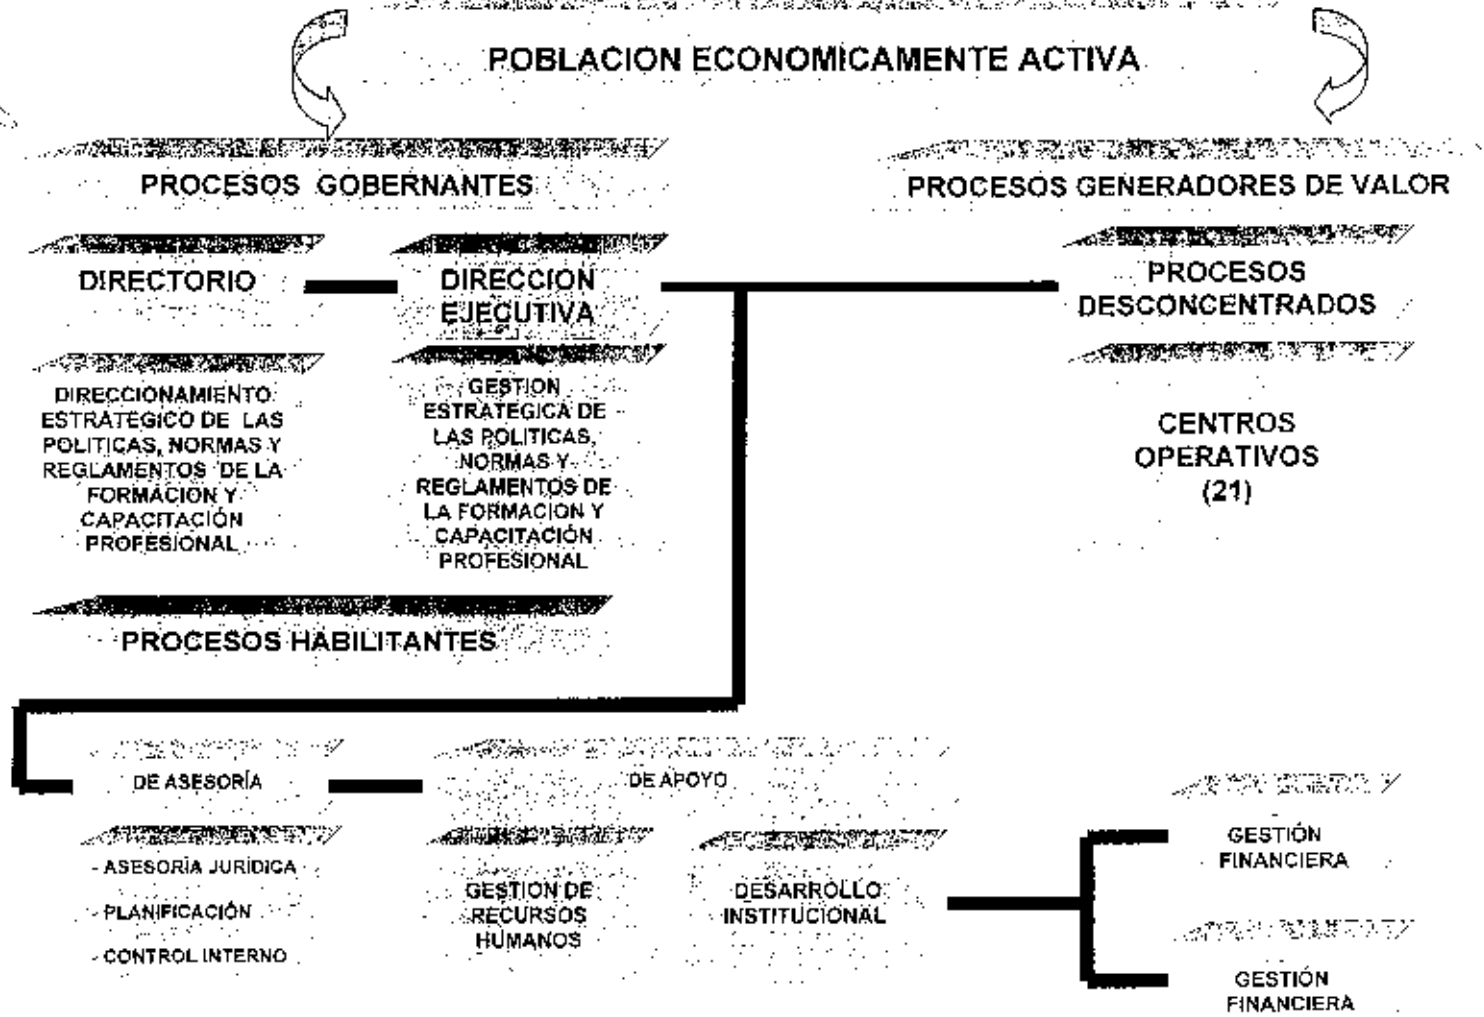 POBLACION ECONOMICAMENTE ACTIVA
PROCESOS GOBERNANTES
PROCESOS GENERADORES DE VALOR
DIRECTORIO
DIRECCION
EJECUTIVA
PROCESOS
DESCONCENTRADOS
DIRECCIONAMIENTO
ESTRATEGICO DE LAS
POLITICAS, NORMAS Y
REGLAMENTOS DE LA
FORMACION Y
CAPACITACIÓN
PROFESIONAL
GESTION
ESTRATEGICA DE
LAS POLITICAS,
NORMAS Y
REGLAMENTOS DE
LA FORMACION Y
CAPACITACIÓN
PROFESIONAL
CENTROS
OPERATIVOS
(21)
PROCESOS HABILITANTES
DE ASESORÍA
DE APOYO
- ASESORÍA JURÍDICA
- PLANIFICACIÓN
- CONTROL INTERNO
GESTION DE
RECURSOS
HUMANOS
DESARROLLO
INSTITUCIONAL
GESTIÓN
FINANCIERA
GESTIÓN
FINANCIERA